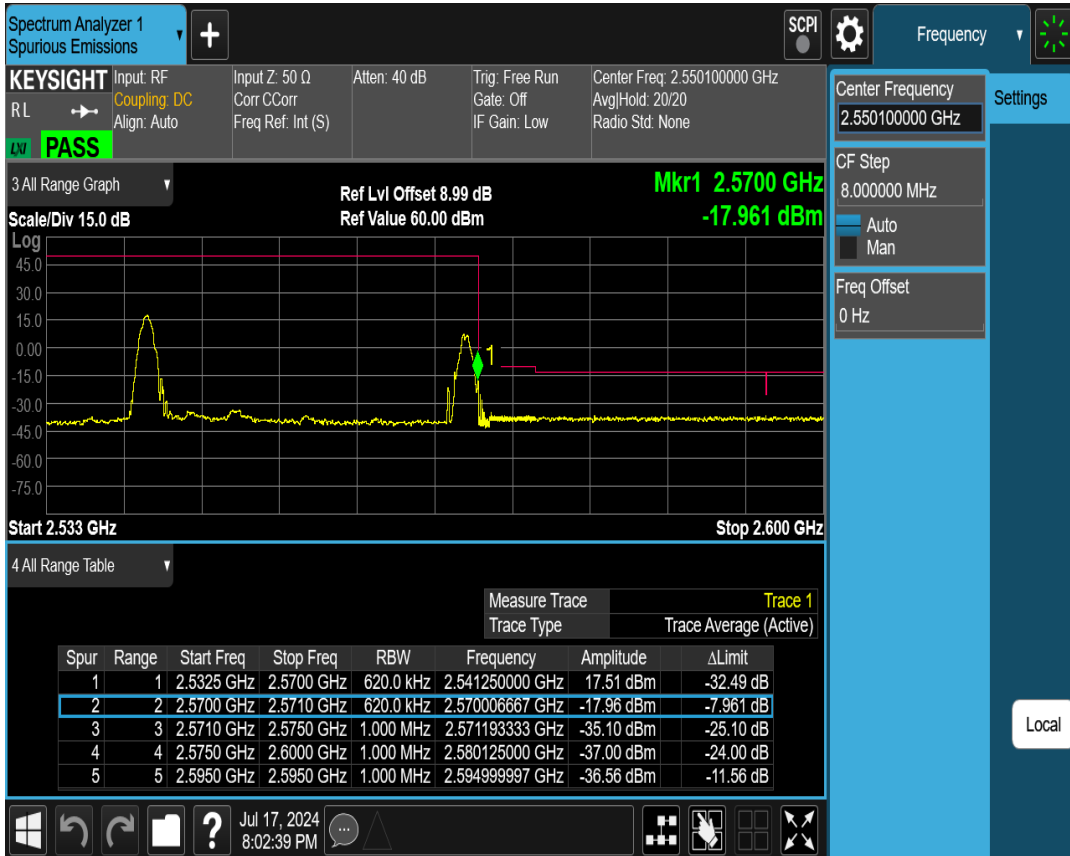 Spectrum Analyzer 1
Spurious Emissions
+
SCPI
Frequency
KEYSIGHT
RL
LXI PASS
Input: RF
Coupling: DC
Align: Auto
Input Z: 50 Ω
Corr CCorr
Freq Ref: Int (S)
Atten: 40 dB
Trig: Free Run
Gate: Off
IF Gain: Low
Center Freq: 2.550100000 GHz
Avg|Hold: 20/20
Radio Std: None
Center Frequency
2.550100000 GHz
Settings
CF Step
8.000000 MHz
Auto
Man
Freq Offset
0 Hz
Local
3 All Range Graph
Scale/Div 15.0 dB
Ref Lvl Offset 8.99 dB
Ref Value 60.00 dBm
Mkr1 2.5700 GHz
-17.961 dBm
Log
45.0
30.0
15.0
0.00
-15.0
-30.0
-45.0
-60.0
-75.0
1
Start 2.533 GHz
Stop 2.600 GHz
4 All Range Table
Measure Trace Trace 1
Trace Type Trace Average (Active)
Spur Range Start Freq Stop Freq RBW Frequency Amplitude ΔLimit
1 1 2.5325 GHz 2.5700 GHz 620.0 kHz 2.541250000 GHz 17.51 dBm -32.49 dB
2 2 2.5700 GHz 2.5710 GHz 620.0 kHz 2.570006667 GHz -17.96 dBm -7.961 dB
3 3 2.5710 GHz 2.5750 GHz 1.000 MHz 2.571193333 GHz -35.10 dBm -25.10 dB
4 4 2.5750 GHz 2.6000 GHz 1.000 MHz 2.580125000 GHz -37.00 dBm -24.00 dB
5 5 2.5950 GHz 2.5950 GHz 1.000 MHz 2.594999997 GHz -36.56 dBm -11.56 dB
?
Jul 17, 2024
8:02:39 PM